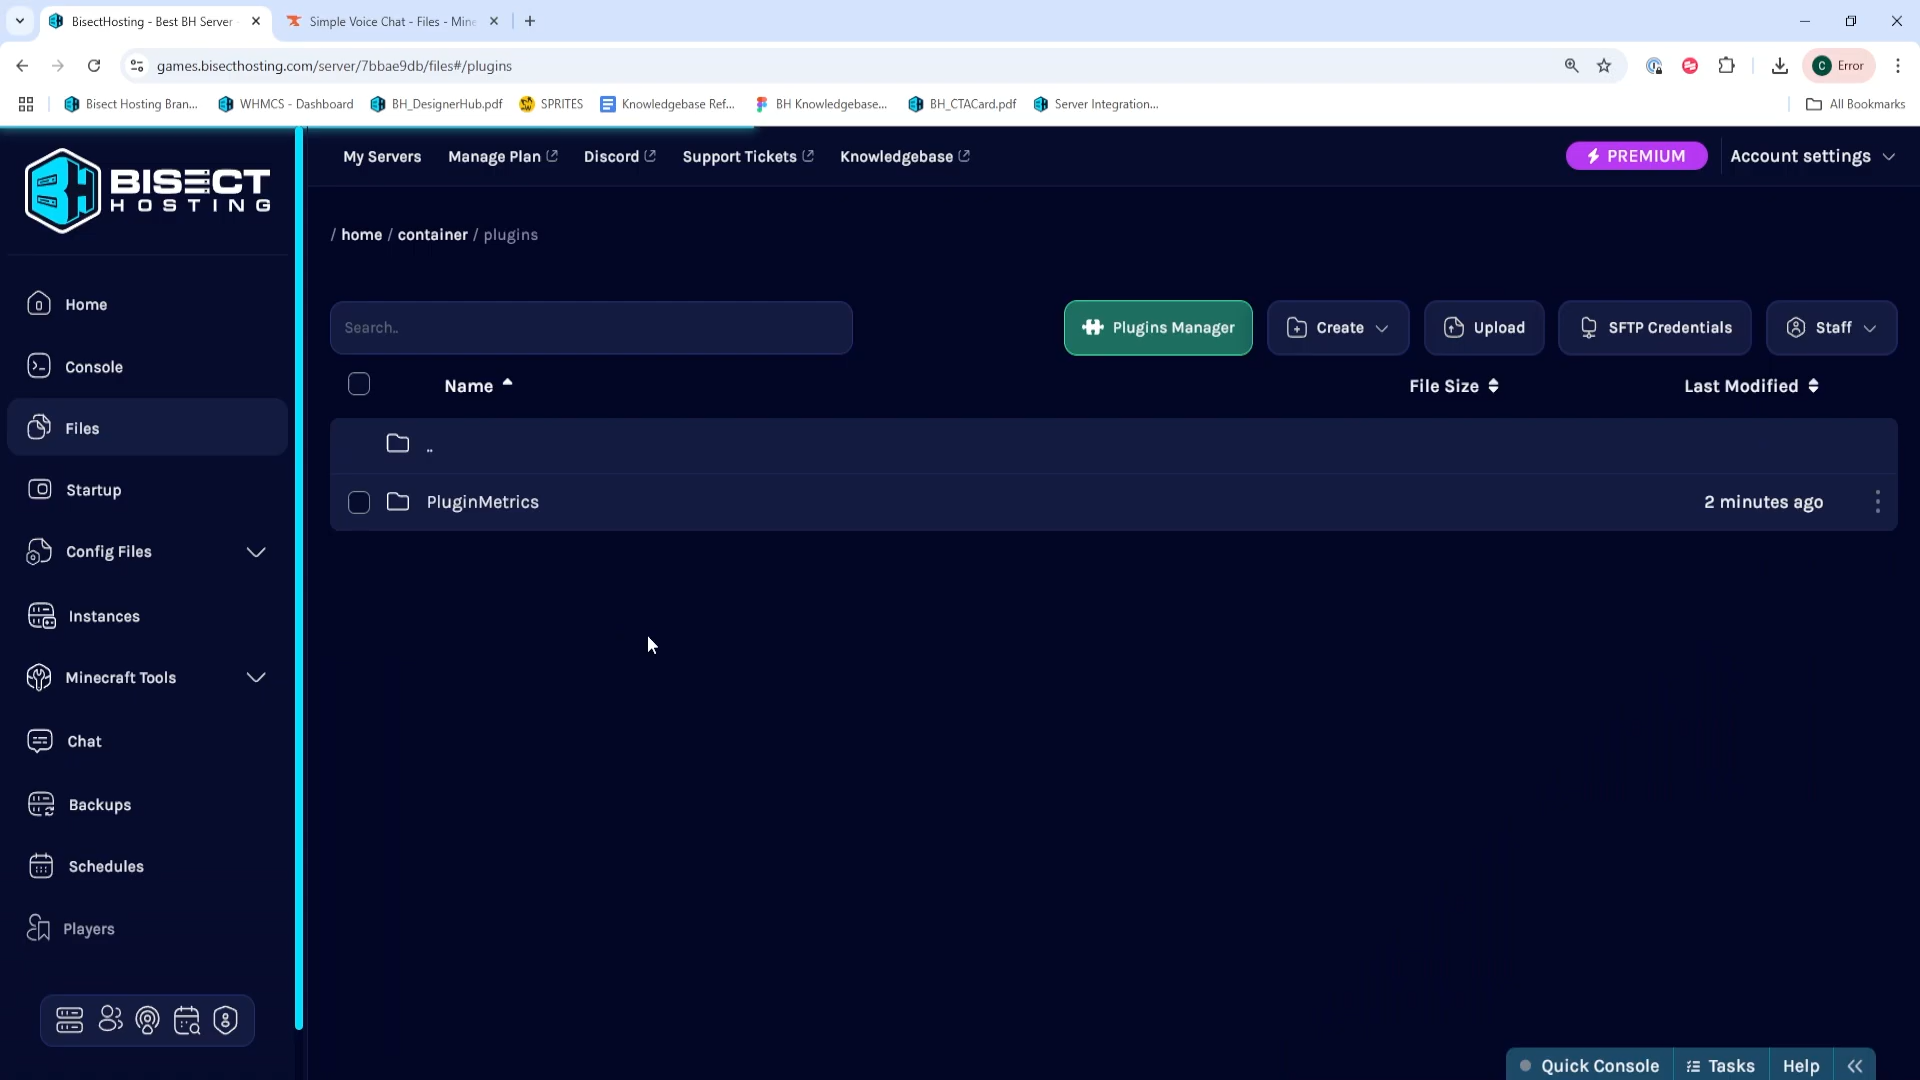 BisectHosting - Best BH Server
Simple Voice Chat - Files - Mine
games.bisecthosting.com/server/7bbae9db/files#/plugins
C Error
Bisect Hosting Bran...
WHMCS - Dashboard
BH_DesignerHub.pdf
SPRITES
Knowledgebase Ref...
BH Knowledgebase...
BH_CTACard.pdf
Server Integration...
All Bookmarks
BH
BISECT
HOSTING
My Servers
Manage Plan
Discord
Support Tickets
Knowledgebase
PREMIUM
Account settings
/ home / container / plugins
Search..
Plugins Manager
Create
Upload
SFTP Credentials
Staff
Name
File Size
Last Modified
..
PluginMetrics
2 minutes ago
Home
Console
Files
Startup
Config Files
Instances
Minecraft Tools
Chat
Backups
Schedules
Players
Quick Console
Tasks
Help